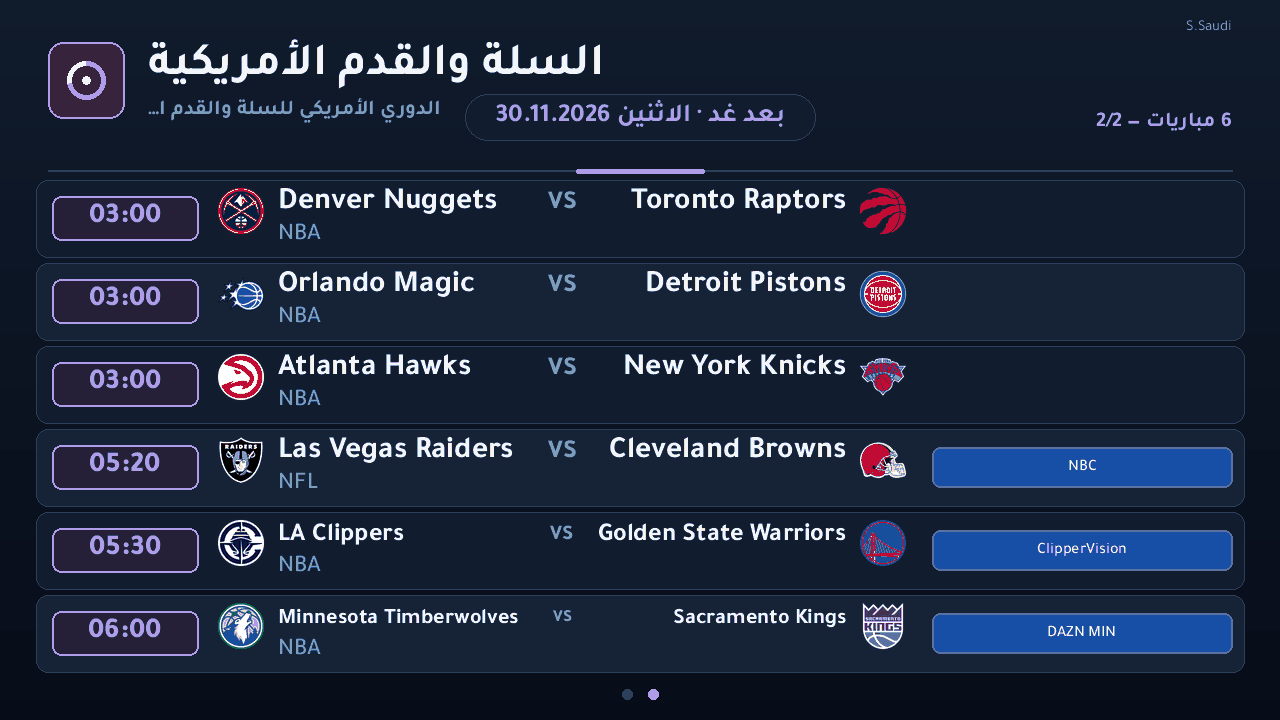 S.Saudi
السلة والقدم الأمريكية
الدوري الأمريكي للسلة والقدم ا...
بعد غد · الاثنين 30.11.2026
6 مباريات – 2/2
03:00 Denver Nuggets VS Toronto Raptors
NBA
03:00 Orlando Magic VS Detroit Pistons
NBA
03:00 Atlanta Hawks VS New York Knicks
NBA
05:20 Las Vegas Raiders VS Cleveland Browns NBC
NFL
05:30 LA Clippers VS Golden State Warriors ClipperVision
NBA
06:00 Minnesota Timberwolves VS Sacramento Kings DAZN MIN
NBA